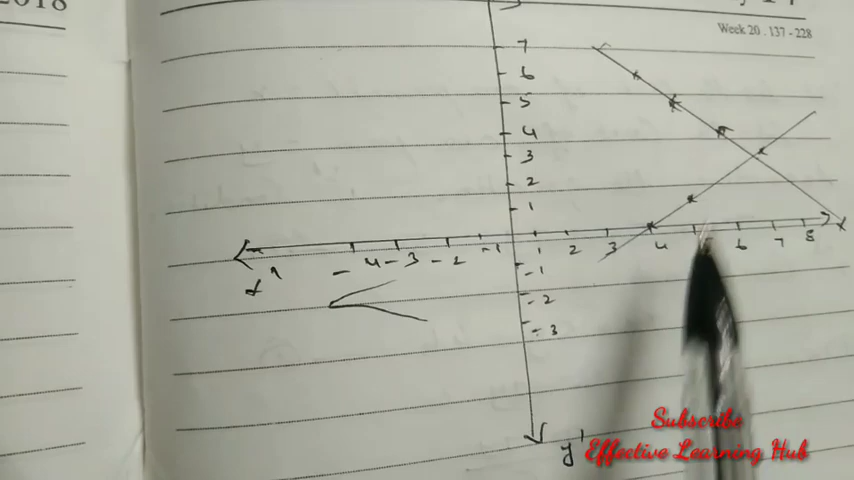 2018
Week 20 . 137 - 228
7
6
5
4
3
2
1
- 4 - 3 - 2 -1 1 2 3 4 5 6 7 8 x
-1
-2
-3
y'
Subscribe
Effective Learning Hub